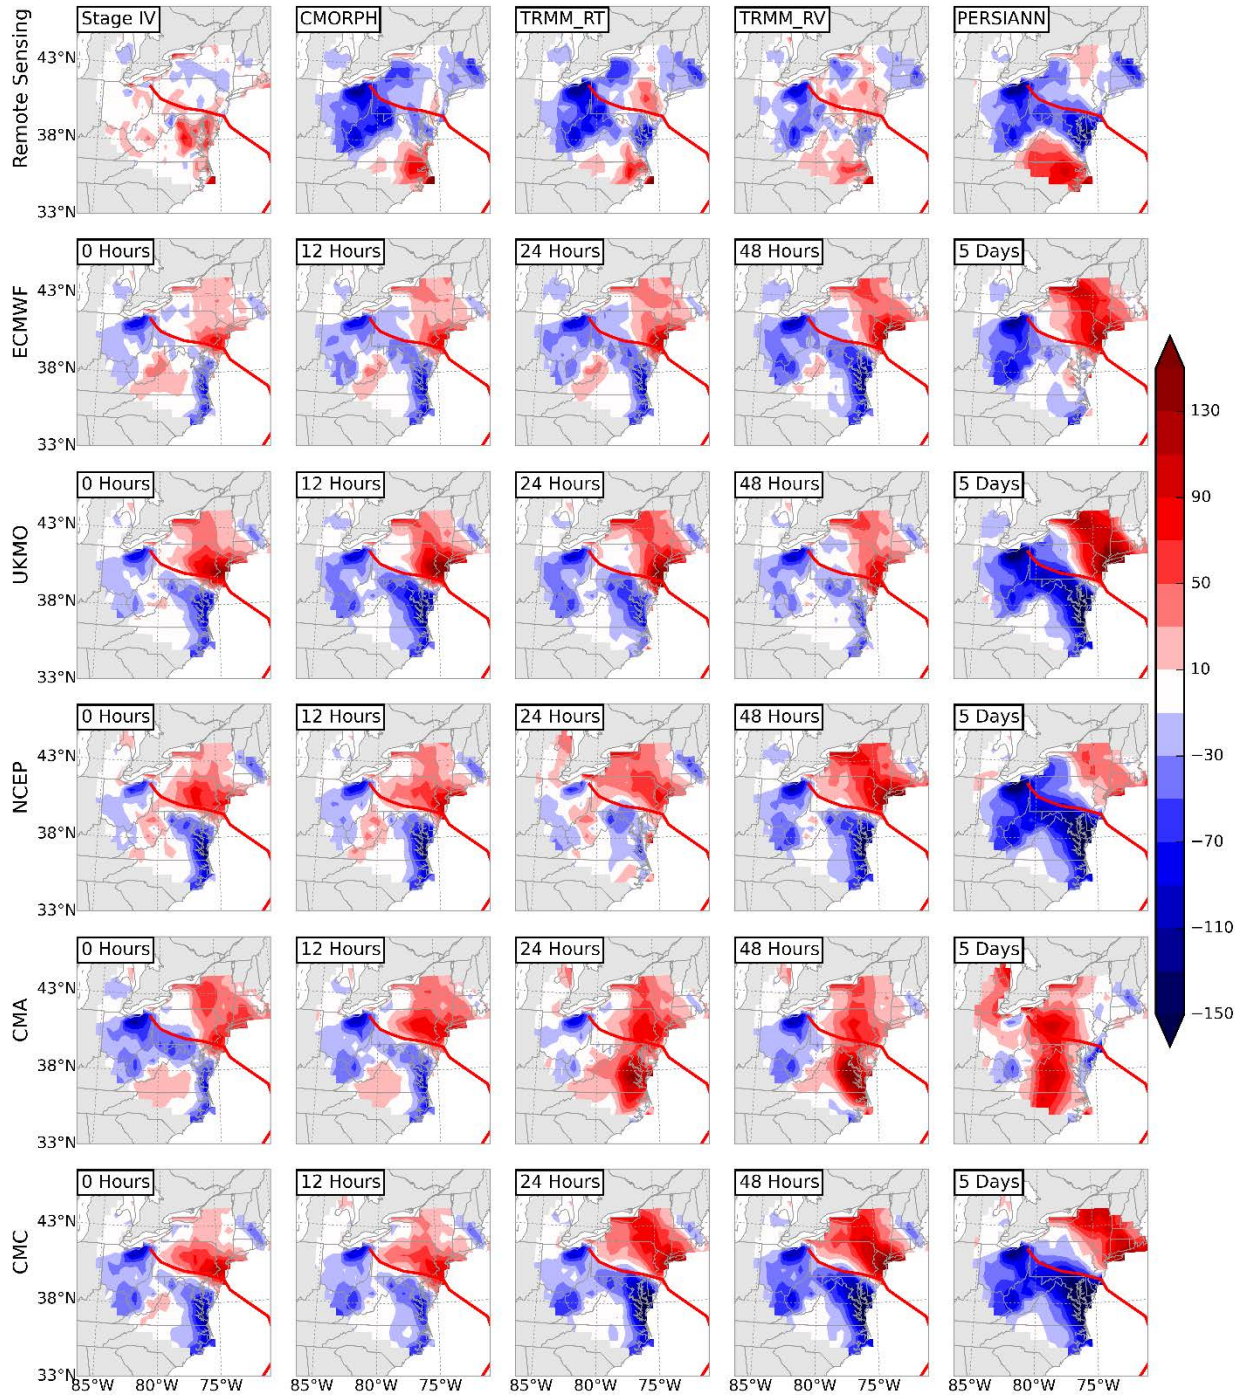 Remote Sensing
Stage IV
CMORPH
TRMM_RT
TRMM_RV
PERSIANN
43°N
38°N
33°N
ECMWF
0 Hours
12 Hours
24 Hours
48 Hours
5 Days
43°N
38°N
33°N
UKMO
0 Hours
12 Hours
24 Hours
48 Hours
5 Days
43°N
38°N
33°N
NCEP
0 Hours
12 Hours
24 Hours
48 Hours
5 Days
43°N
38°N
33°N
CMA
0 Hours
12 Hours
24 Hours
48 Hours
5 Days
43°N
38°N
33°N
CMC
0 Hours
12 Hours
24 Hours
48 Hours
5 Days
43°N
38°N
33°N
85°W 80°W 75°W
85°W 80°W 75°W
85°W 80°W 75°W
85°W 80°W 75°W
85°W 80°W 75°W
130
90
50
10
−30
−70
−110
−150